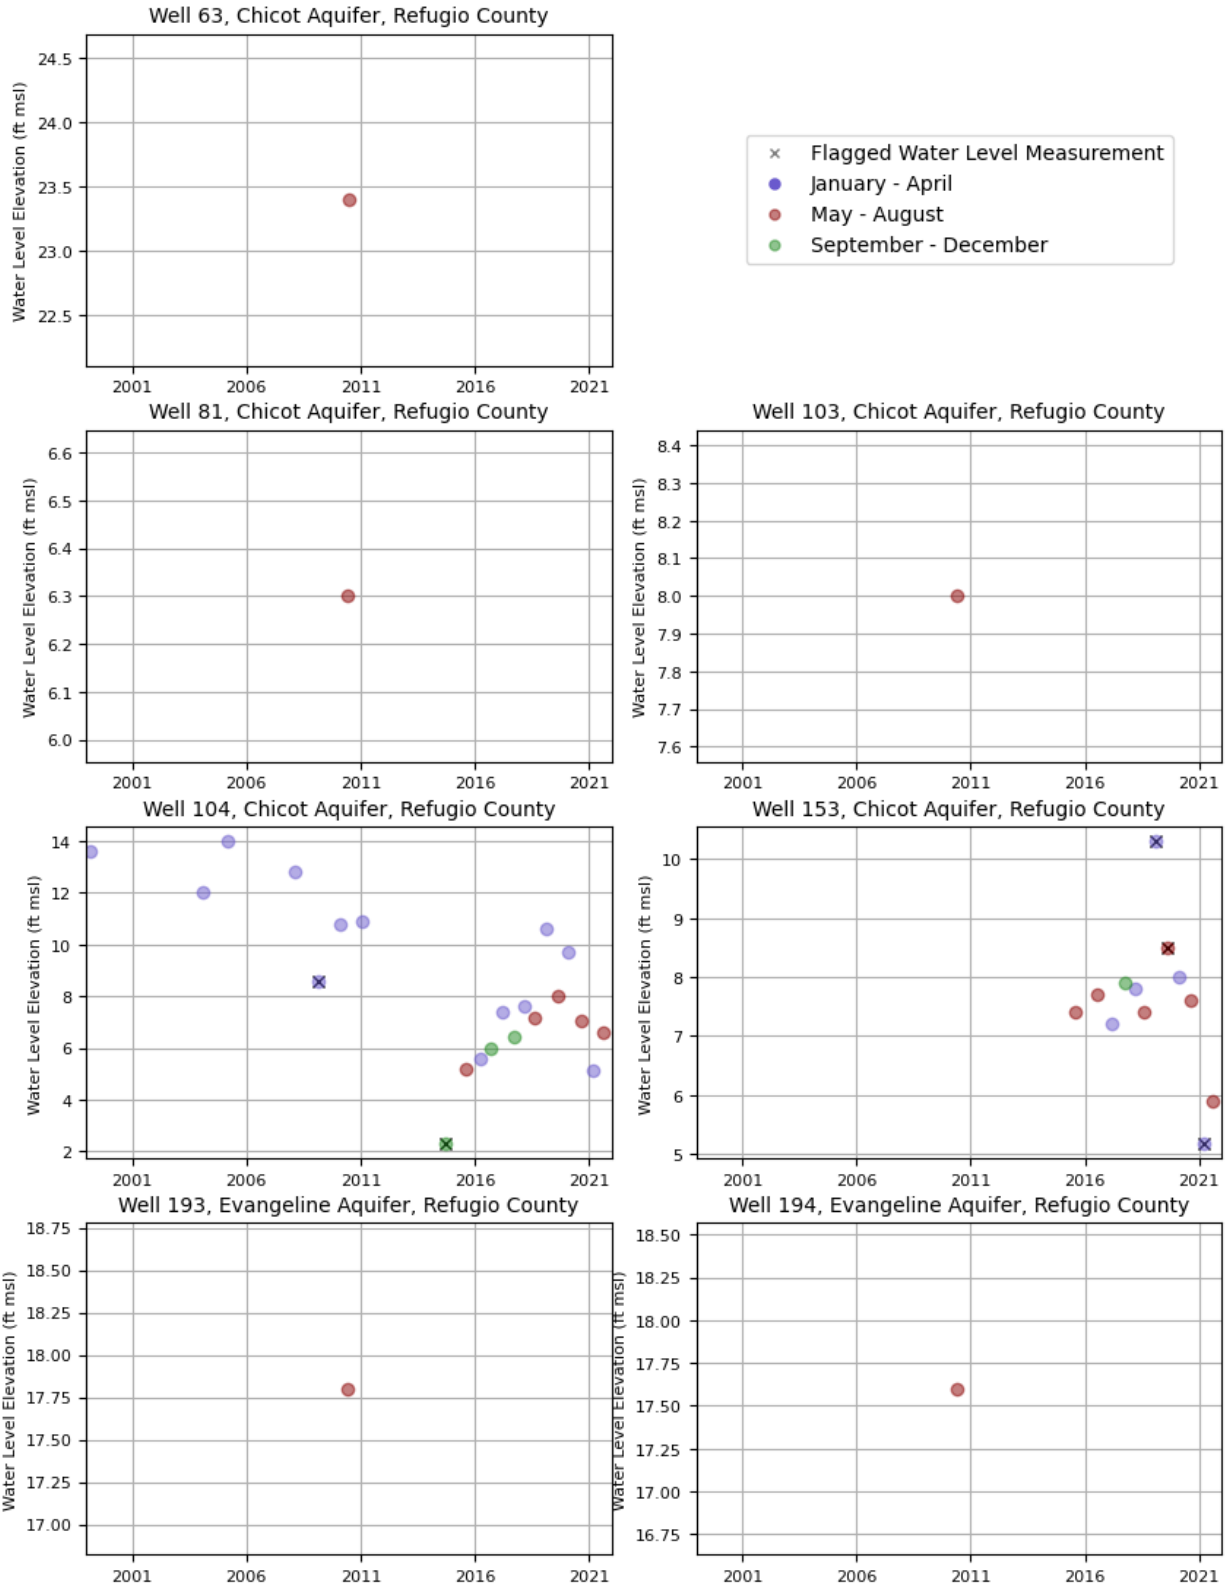 Well 63, Chicot Aquifer, Refugio County
Water Level Elevation (ft msl)
24.5
24.0
23.5
23.0
22.5
2001 2006 2011 2016 2021
Flagged Water Level Measurement
January - April
May - August
September - December
Well 81, Chicot Aquifer, Refugio County
Water Level Elevation (ft msl)
6.6
6.5
6.4
6.3
6.2
6.1
6.0
2001 2006 2011 2016 2021
Well 103, Chicot Aquifer, Refugio County
Water Level Elevation (ft msl)
8.4
8.3
8.2
8.1
8.0
7.9
7.8
7.7
7.6
2001 2006 2011 2016 2021
Well 104, Chicot Aquifer, Refugio County
Water Level Elevation (ft msl)
14
12
10
8
6
4
2
2001 2006 2011 2016 2021
Well 153, Chicot Aquifer, Refugio County
Water Level Elevation (ft msl)
10
9
8
7
6
5
2001 2006 2011 2016 2021
Well 193, Evangeline Aquifer, Refugio County
Water Level Elevation (ft msl)
18.75
18.50
18.25
18.00
17.75
17.50
17.25
17.00
2001 2006 2011 2016 2021
Well 194, Evangeline Aquifer, Refugio County
Water Level Elevation (ft msl)
18.50
18.25
18.00
17.75
17.50
17.25
17.00
16.75
2001 2006 2011 2016 2021